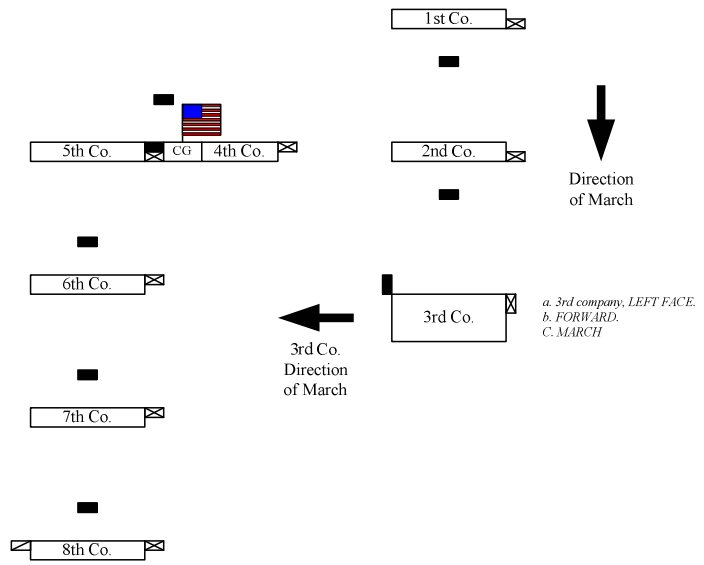 1st Co.
5th Co.
CG
4th Co.
2nd Co.
Direction
of March
6th Co.
3rd Co.
a. 3rd company, LEFT FACE.
b. FORWARD.
C. MARCH
3rd Co.
Direction
of March
7th Co.
8th Co.